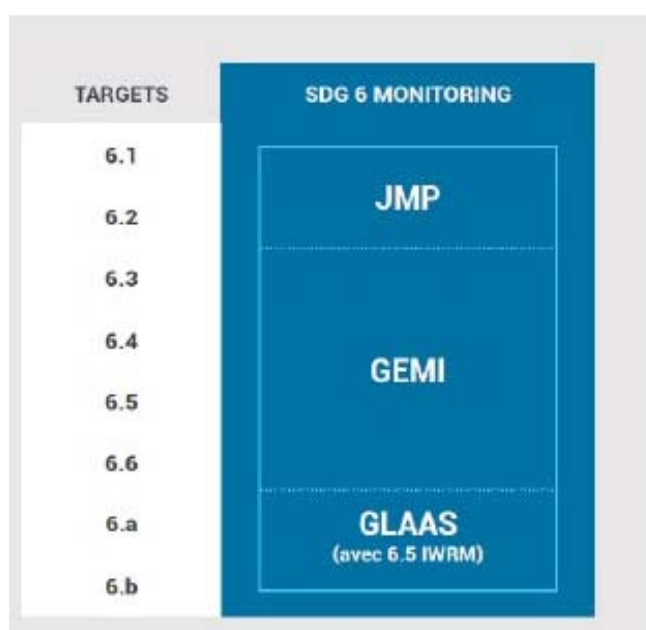 TARGETS SDG 6 MONITORING
6.1
JMP
6.2
6.3
6.4
GEMI
6.5
6.6
6.a
GLAAS
(avec 6.5 IWRM)
6.b